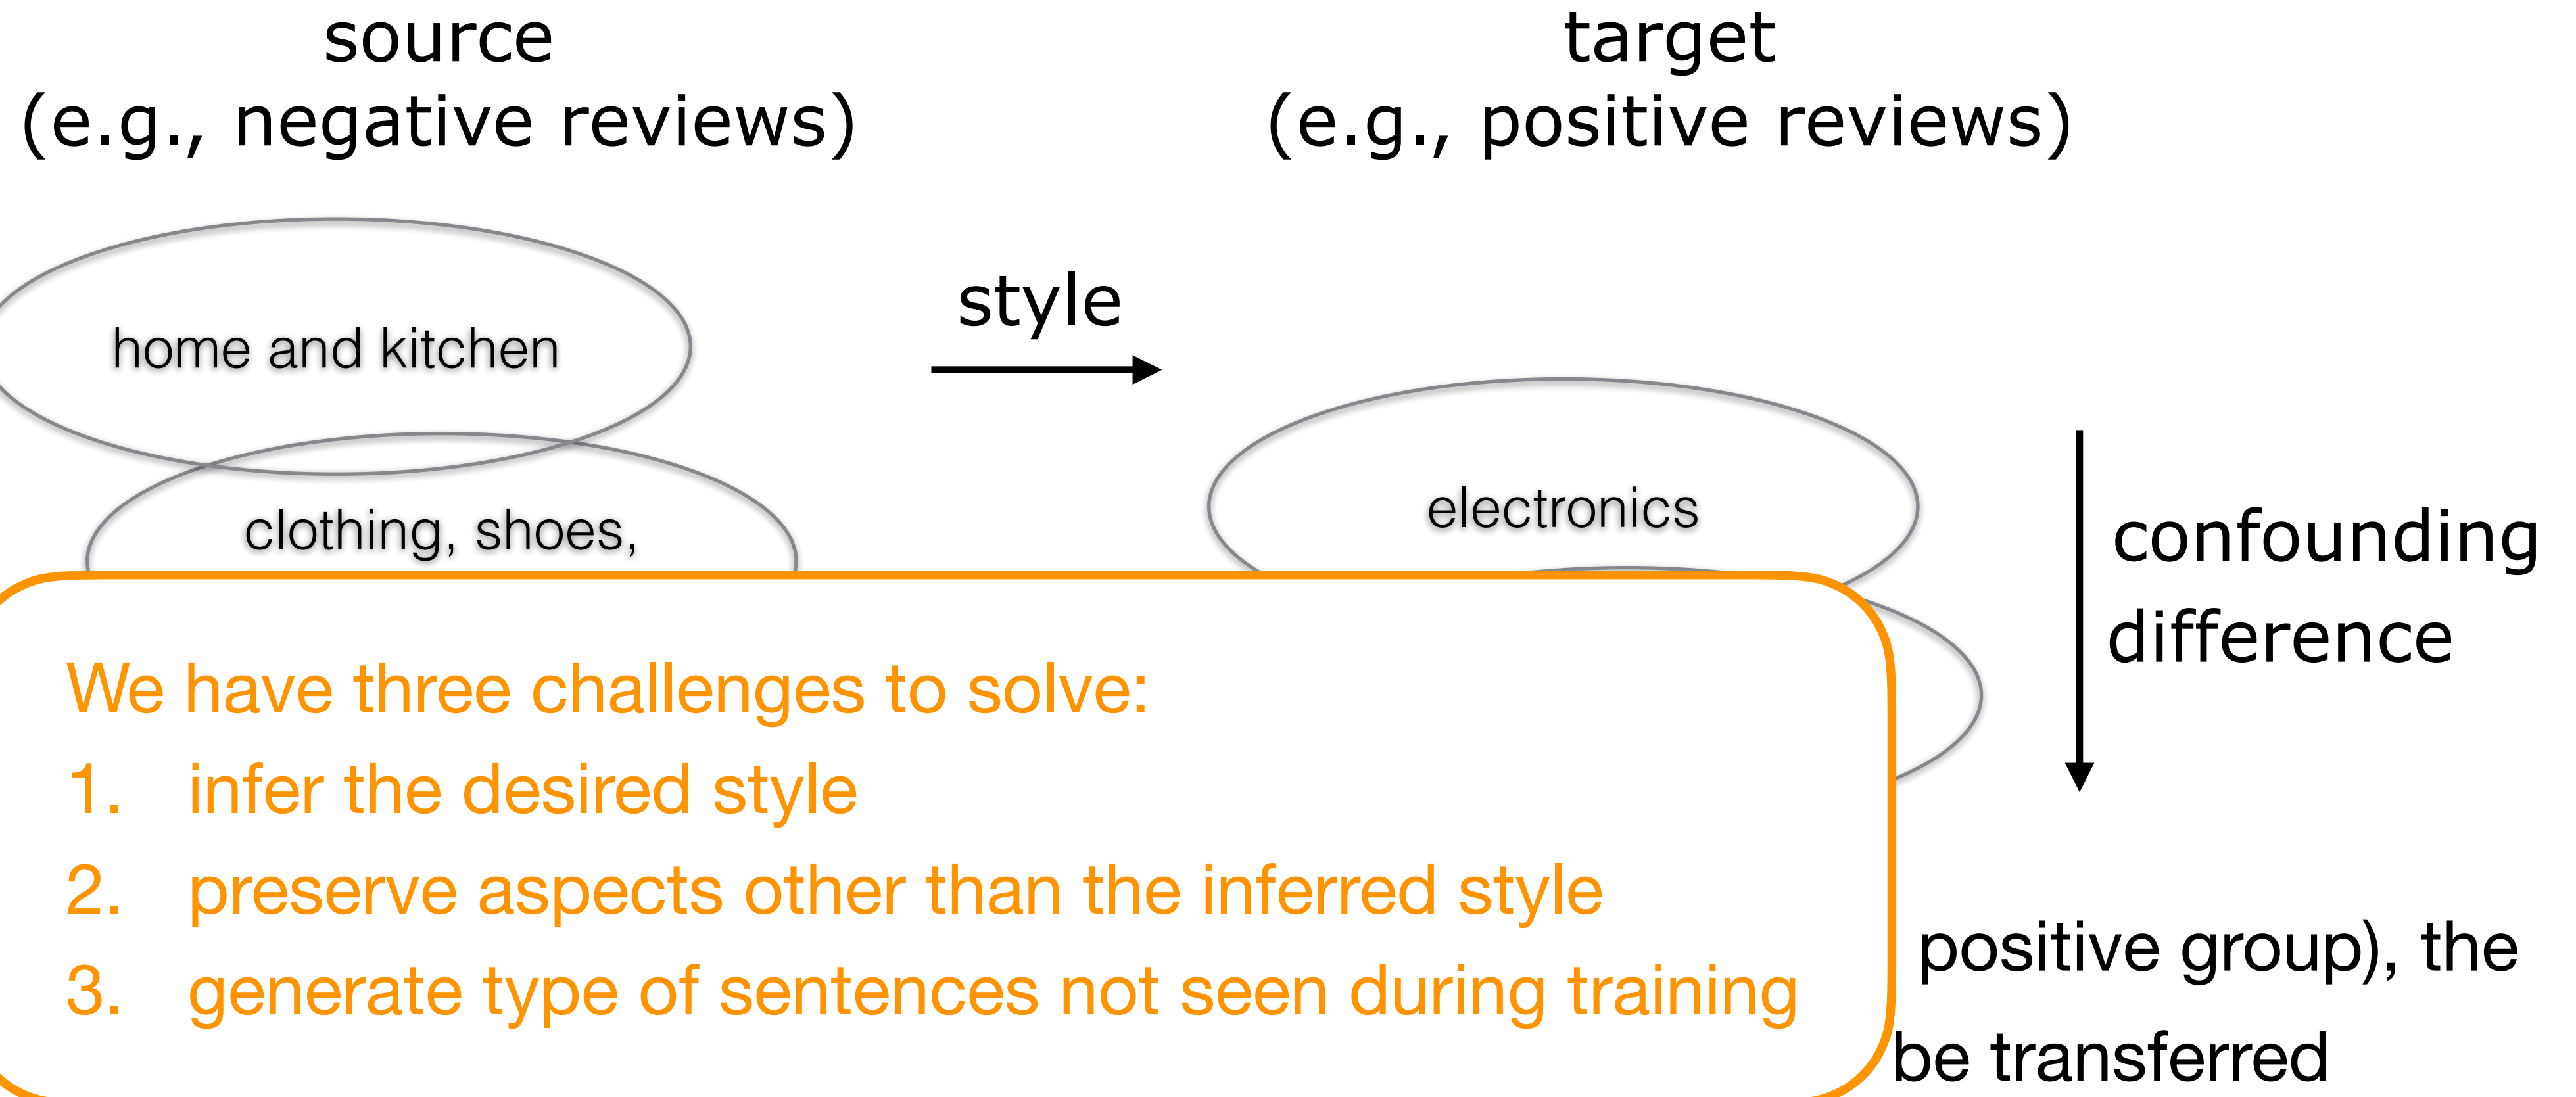 source
(e.g., negative reviews)
target
(e.g., positive reviews)
style
home and kitchen
clothing, shoes,
electronics
confounding
difference
We have three challenges to solve:
1. infer the desired style
2. preserve aspects other than the inferred style
3. generate type of sentences not seen during training
positive group), the
be transferred